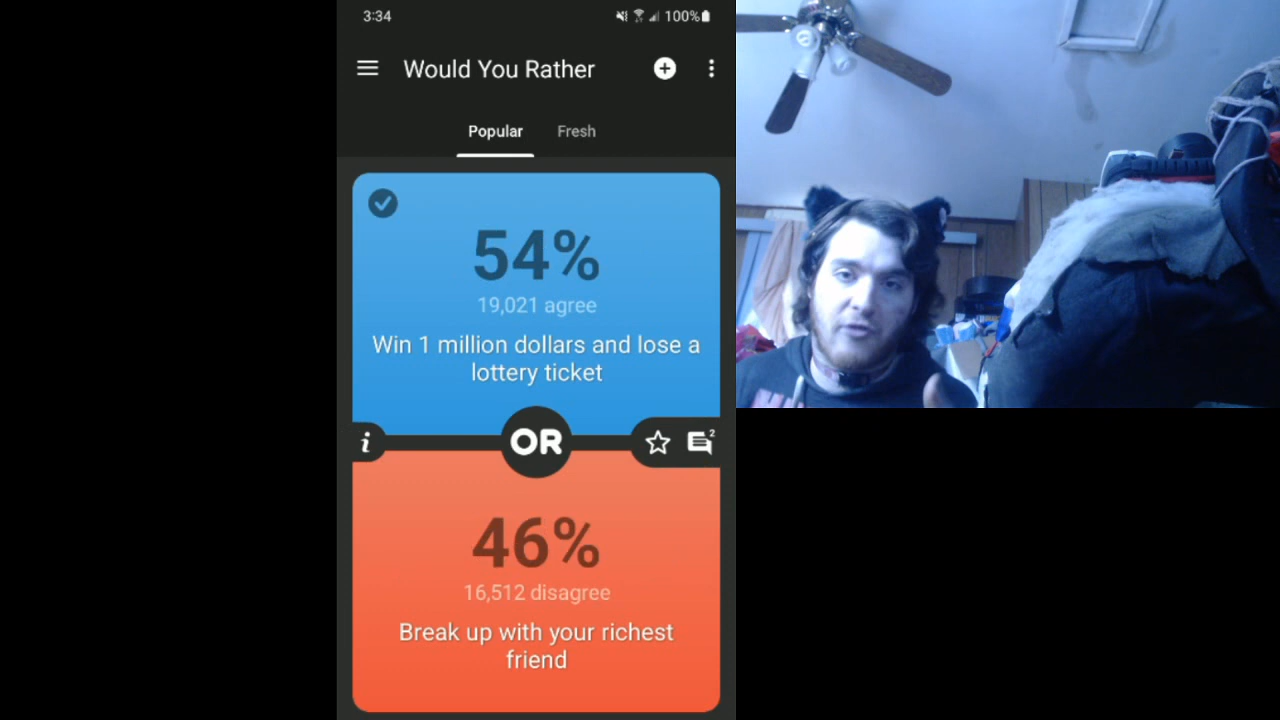 3:34
100%
Would You Rather
Popular
Fresh
54%
19,021 agree
Win 1 million dollars and lose a
lottery ticket
i
OR
2
46%
16,512 disagree
Break up with your richest
friend